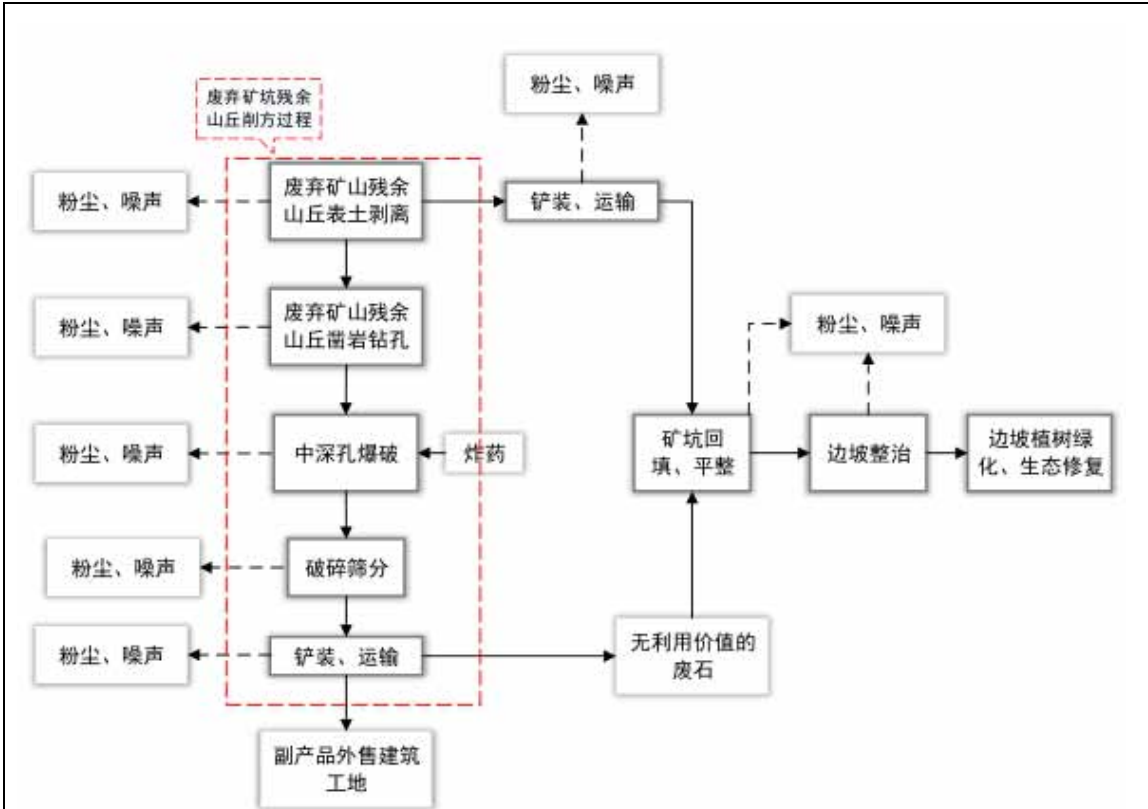 粉尘、噪声
废弃矿坑残余
山丘削方过程
粉尘、噪声
废弃矿山残余
山丘表土剥离
铲装、运输
粉尘、噪声
废弃矿山残余
山丘凿岩钻孔
粉尘、噪声
粉尘、噪声
中深孔爆破
炸药
矿坑回
填、平整
边坡整治
边坡植树绿
化、生态修复
粉尘、噪声
破碎筛分
粉尘、噪声
铲装、运输
无利用价值的
废石
副产品外售建筑
工地